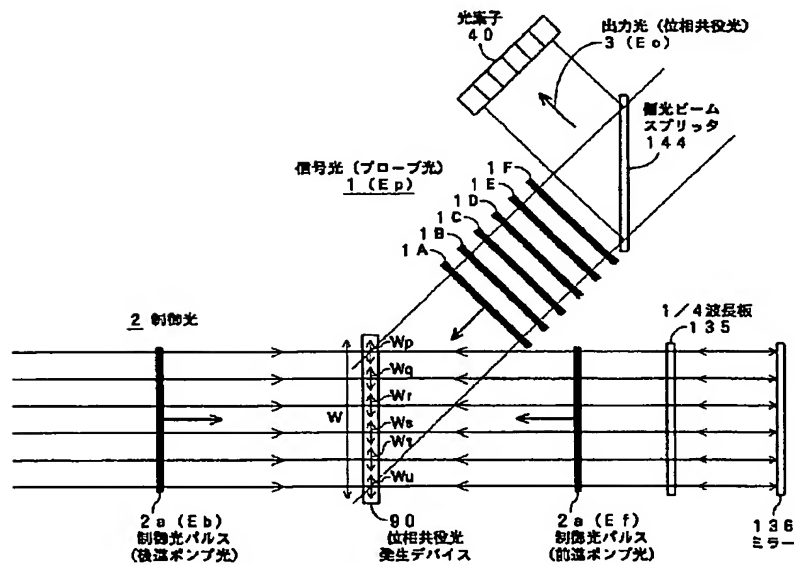 光素子
40
出力光(位相共役光)
3 (Eo)
偏光ビーム
スプリッタ
144
信号光(プローブ光)
1 (Ep)
1F
1E
1D
1C
1B
1A
2 制御光
1/4波長板
135
W
Wp
Wq
Wr
Ws
Wt
Wu
2a (Eb)
制御光パルス
(後進ポンプ光)
90
位相共役光
発生デバイス
2a (Ef)
制御光パルス
(前進ポンプ光)
136
ミラー